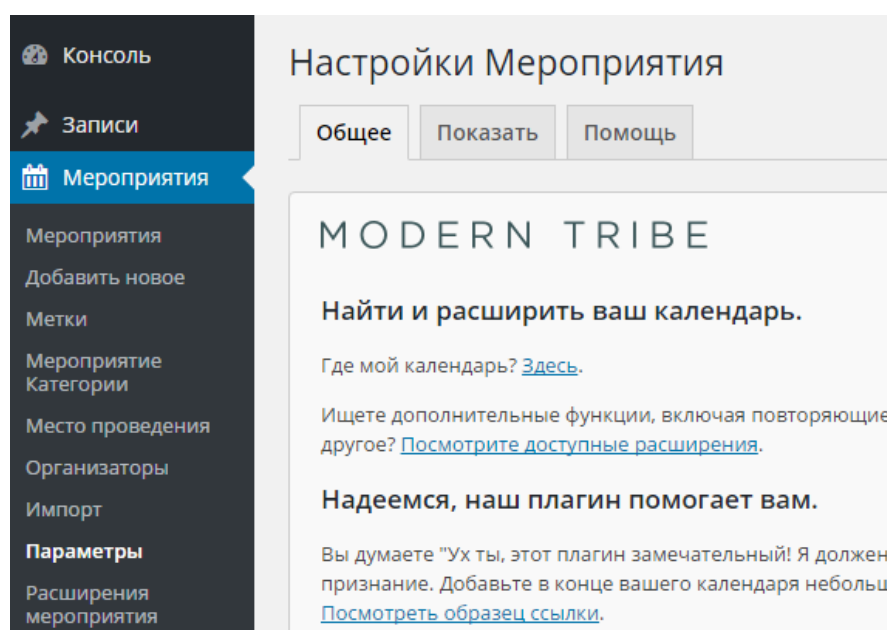 Консоль
Записи
Мероприятия
Мероприятия
Добавить новое
Метки
Мероприятие
Категории
Место проведения
Организаторы
Импорт
Параметры
Расширения
мероприятия
Настройки Мероприятия
Общее Показать Помощь
MODERN TRIBE
Найти и расширить ваш календарь.
Где мой календарь? Здесь.
Ищете дополнительные функции, включая повторяющие
другое? Посмотрите доступные расширения.
Надеемся, наш плагин помогает вам.
Вы думаете "Ух ты, этот плагин замечательный! Я должен
признание. Добавьте в конце вашего календаря неболь
Посмотреть образец ссылки.